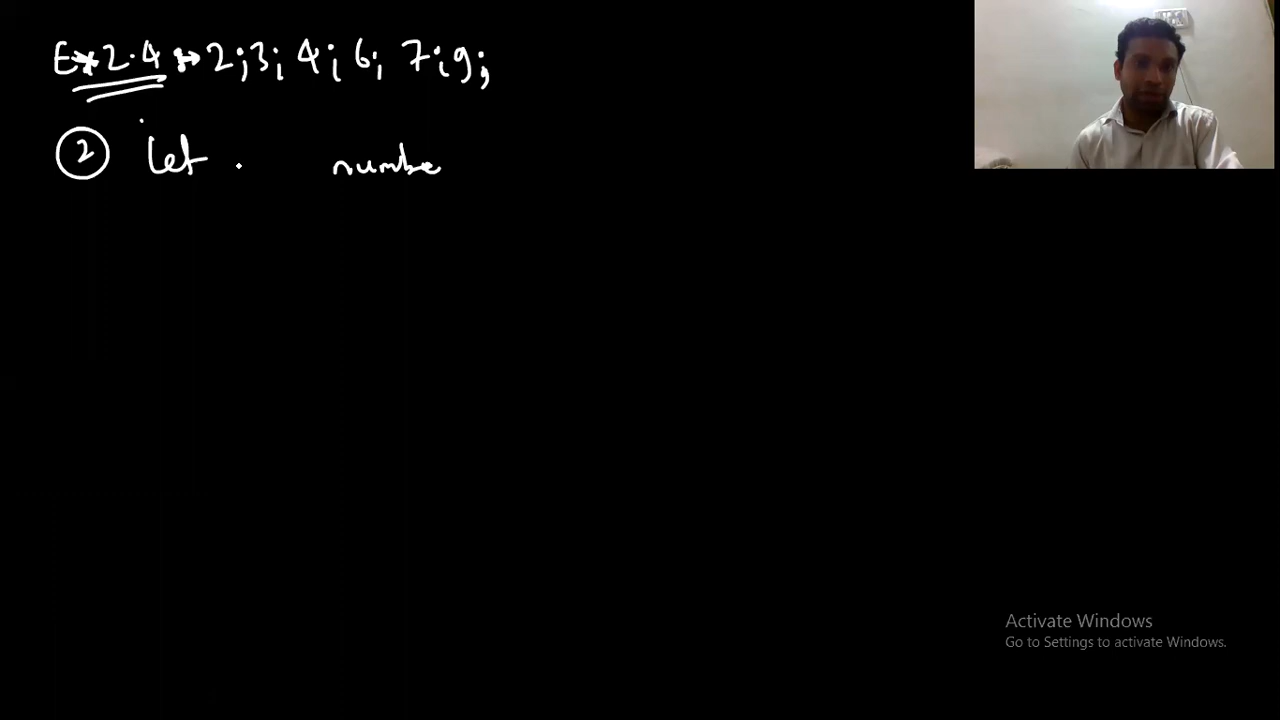 Ex 2.4 → 2; 3; 4; 6; 7; 9;
② let . numbe
Activate Windows
Go to Settings to activate Windows.